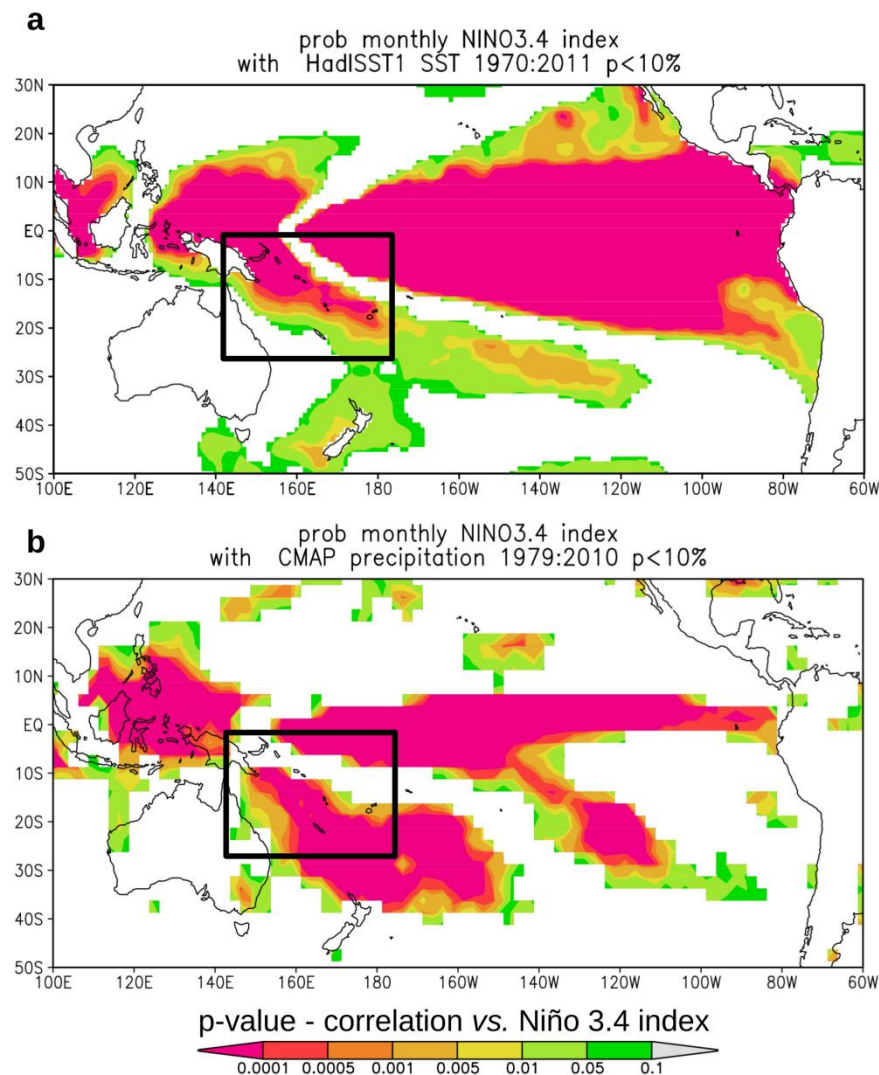 a
prob monthly NINO3.4 index
with HadISST1 SST 1970:2011 p<10%
30N
20N
10N
EQ
10S
20S
30S
40S
50S
100E 120E 140E 160E 180 160W 140W 120W 100W 80W 60W
b
prob monthly NINO3.4 index
with CMAP precipitation 1979:2010 p<10%
30N
20N
10N
EQ
10S
20S
30S
40S
50S
100E 120E 140E 160E 180 160W 140W 120W 100W 80W 60W
p-value - correlation vs. Niño 3.4 index
0.0001 0.0005 0.001 0.001 0.005 0.01 0.05 0.1